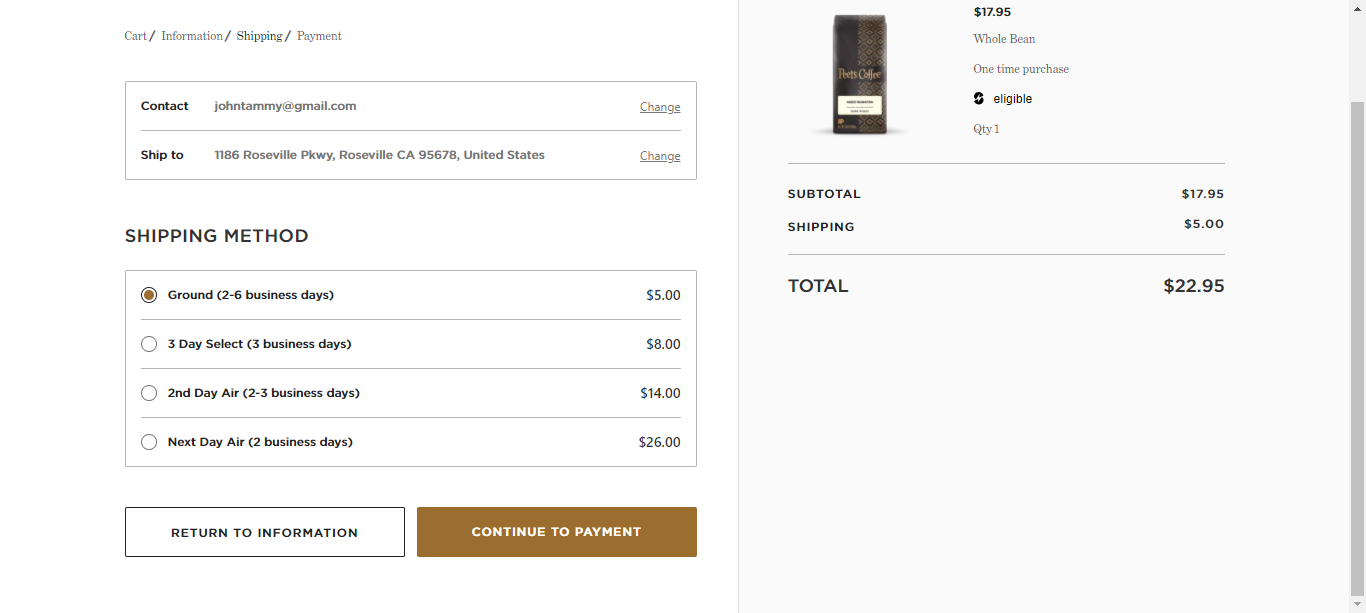 Cart / Information / Shipping / Payment
Contact johntammy@gmail.com Change
Ship to 1186 Roseville Pkwy, Roseville CA 95678, United States Change
SHIPPING METHOD
Ground (2-6 business days) $5.00
3 Day Select (3 business days) $8.00
2nd Day Air (2-3 business days) $14.00
Next Day Air (2 business days) $26.00
RETURN TO INFORMATION CONTINUE TO PAYMENT
Peet's Coffee
$17.95
Whole Bean
One time purchase
eligible
Qty 1
SUBTOTAL $17.95
SHIPPING $5.00
TOTAL $22.95